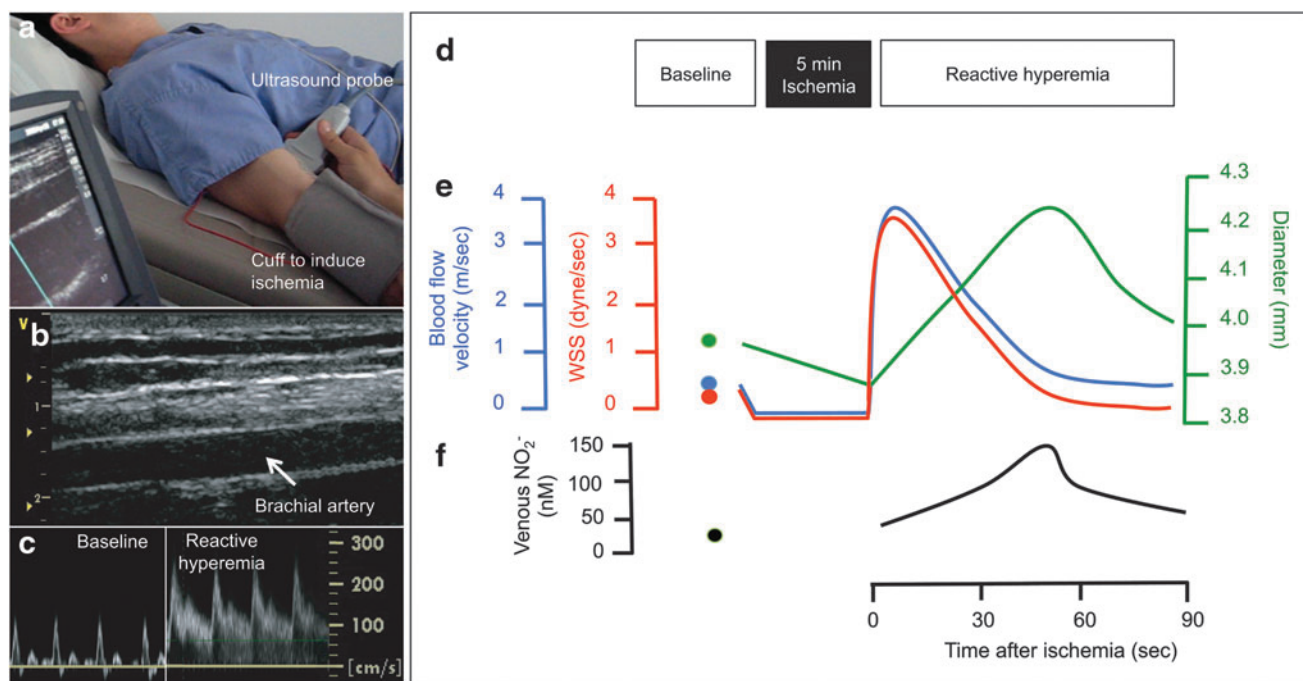 a
Ultrasound probe
Cuff to induce
ischemia
b
V
1
2
Brachial artery
c
Baseline
Reactive
hyperemia
300
200
100
[cm/s]
d
Baseline
5 min
Ischemia
Reactive hyperemia
e
Blood flow
velocity (m/sec)
4
3
2
1
0
WSS (dyne/sec)
4
3
2
1
0
4.3
4.2
4.1
4.0
3.9
3.8
Diameter (mm)
f
Venous NO₂⁻
(nM)
150
100
50
0
0
30
60
90
Time after ischemia (sec)